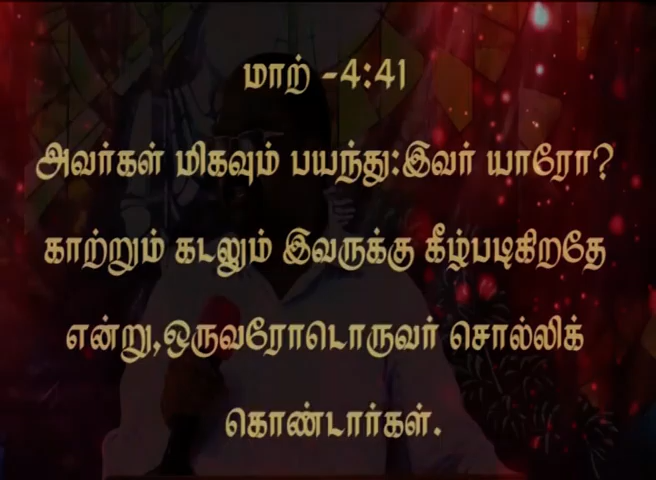 மாற் -4:41
அவர்கள் மிகவும் பயந்து:இவர் யாரோ?
காற்றும் கடலும் இவருக்கு கீழ்படிகிறதே
என்று,ஒருவரோடொருவர் சொல்லிக்
கொண்டார்கள்.